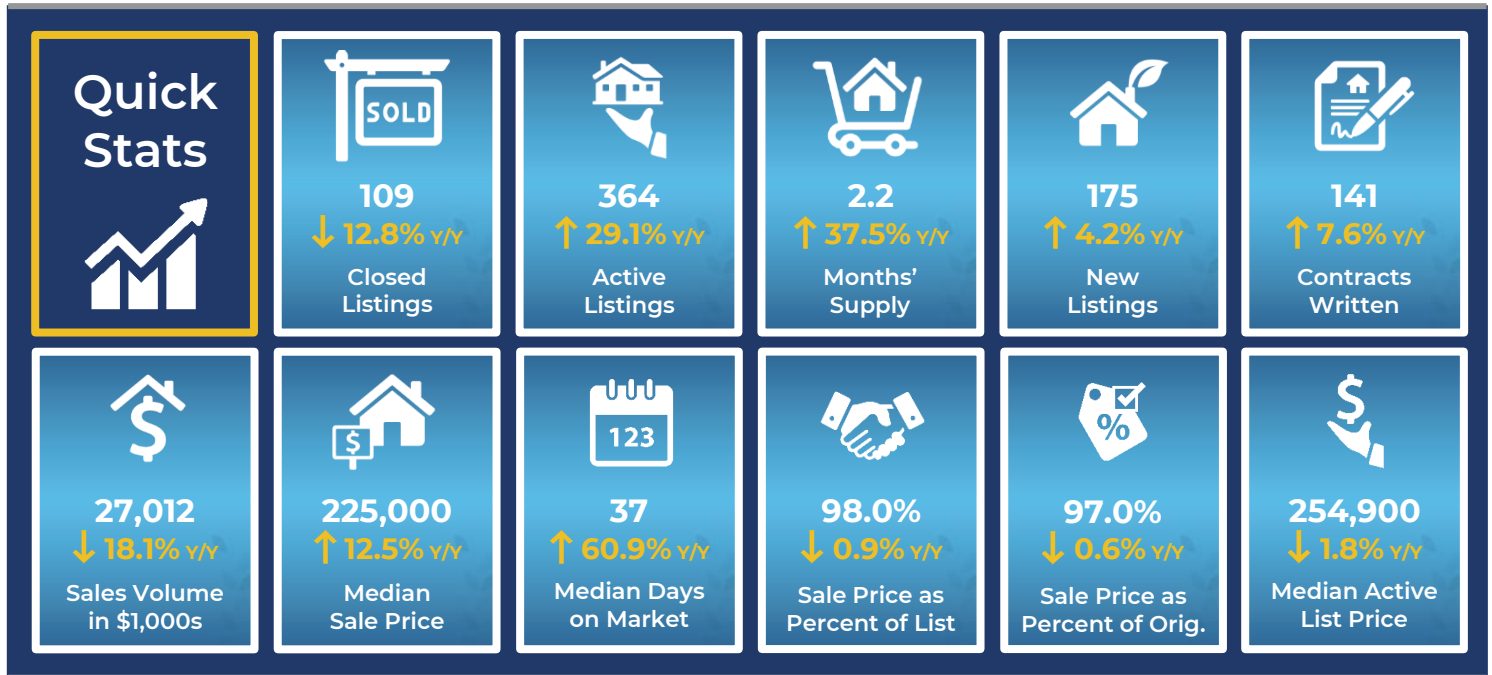 Quick
Stats
SOLD
109
↓ 12.8% Y/Y
Closed
Listings
364
↑ 29.1% Y/Y
Active
Listings
2.2
↑ 37.5% Y/Y
Months’
Supply
175
↑ 4.2% Y/Y
New
Listings
141
↑ 7.6% Y/Y
Contracts
Written
$
27,012
↓ 18.1% Y/Y
Sales Volume
in $1,000s
$
225,000
↑ 12.5% Y/Y
Median
Sale Price
123
37
↑ 60.9% Y/Y
Median Days
on Market
98.0%
↓ 0.9% Y/Y
Sale Price as
Percent of List
%
97.0%
↓ 0.6% Y/Y
Sale Price as
Percent of Orig.
$
254,900
↓ 1.8% Y/Y
Median Active
List Price